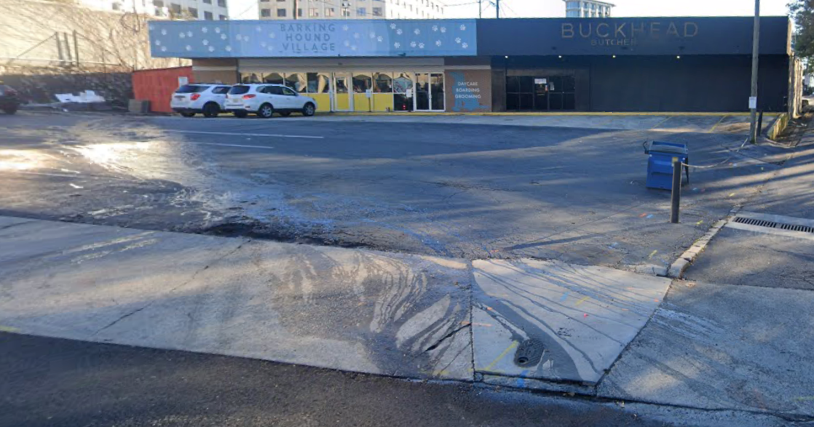 BARKING
HOUND
VILLAGE
BUCKHEAD
BUTCHER
DAYCARE
BOARDING
GROOMING